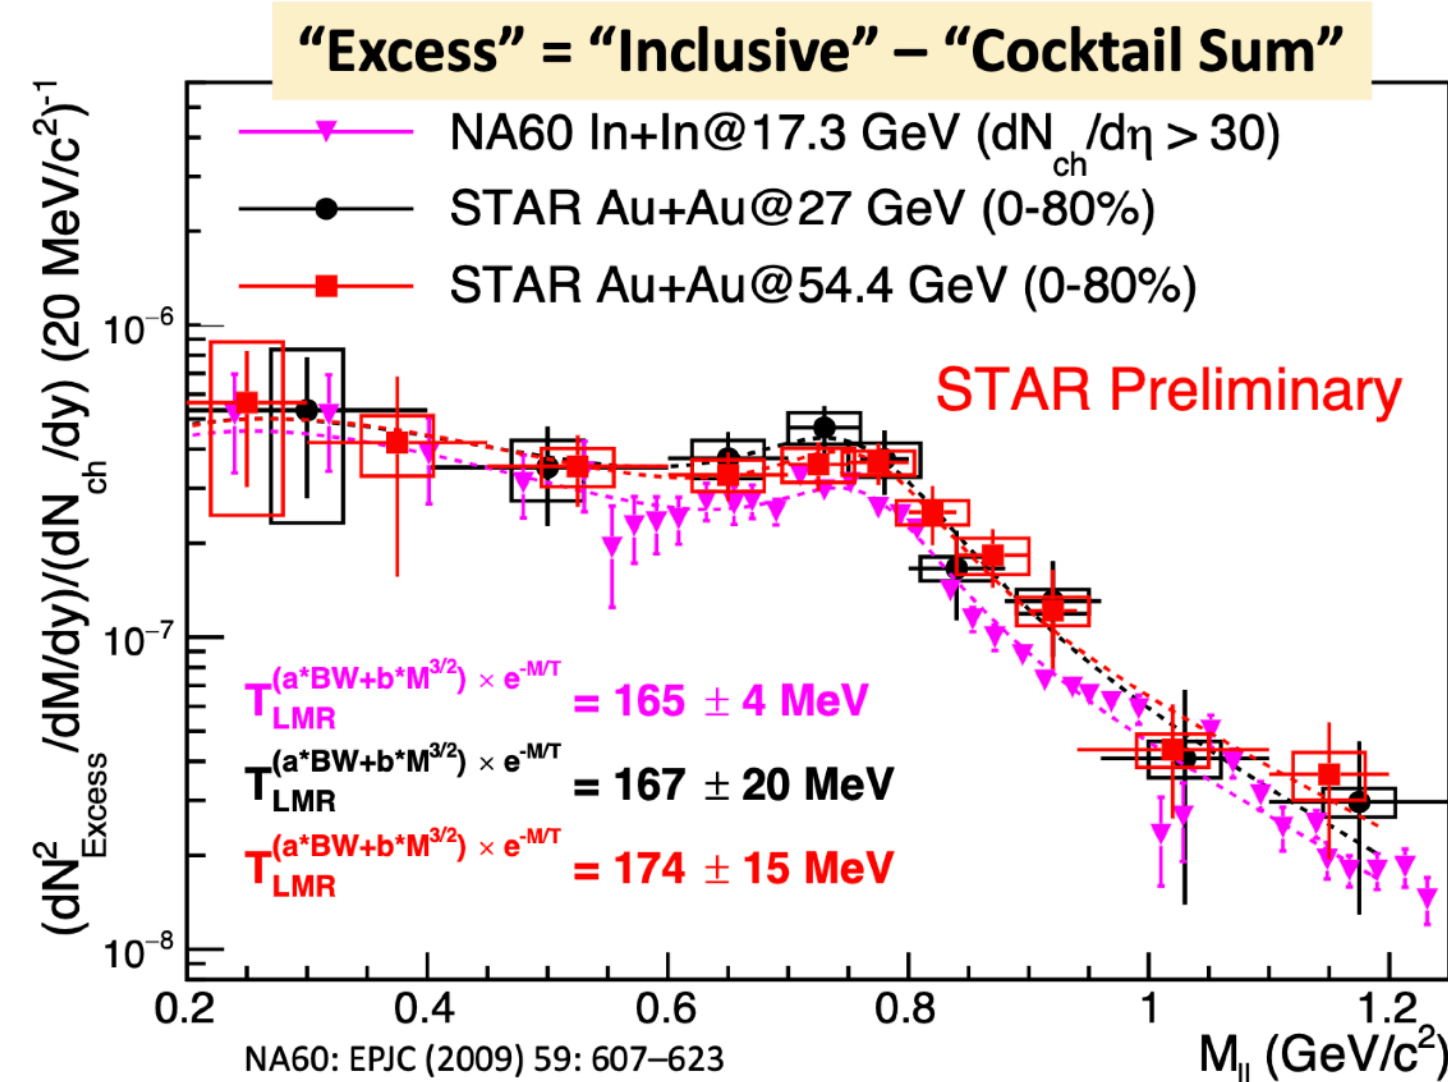 “Excess” = “Inclusive” – “Cocktail Sum”
NA60 In+In@17.3 GeV (dN_ch/dη > 30)
STAR Au+Au@27 GeV (0-80%)
STAR Au+Au@54.4 GeV (0-80%)
STAR Preliminary
(dN²_Excess/dM/dy)/(dN_ch/dy) (20 MeV/c²)⁻¹
10⁻⁶
10⁻⁷
10⁻⁸
T_LMR^(a*BW+b*M^3/2) × e^-M/T = 165 ± 4 MeV
T_LMR^(a*BW+b*M^3/2) × e^-M/T = 167 ± 20 MeV
T_LMR^(a*BW+b*M^3/2) × e^-M/T = 174 ± 15 MeV
0.2 0.4 0.6 0.8 1 1.2
NA60: EPJC (2009) 59: 607–623
M_ll (GeV/c²)